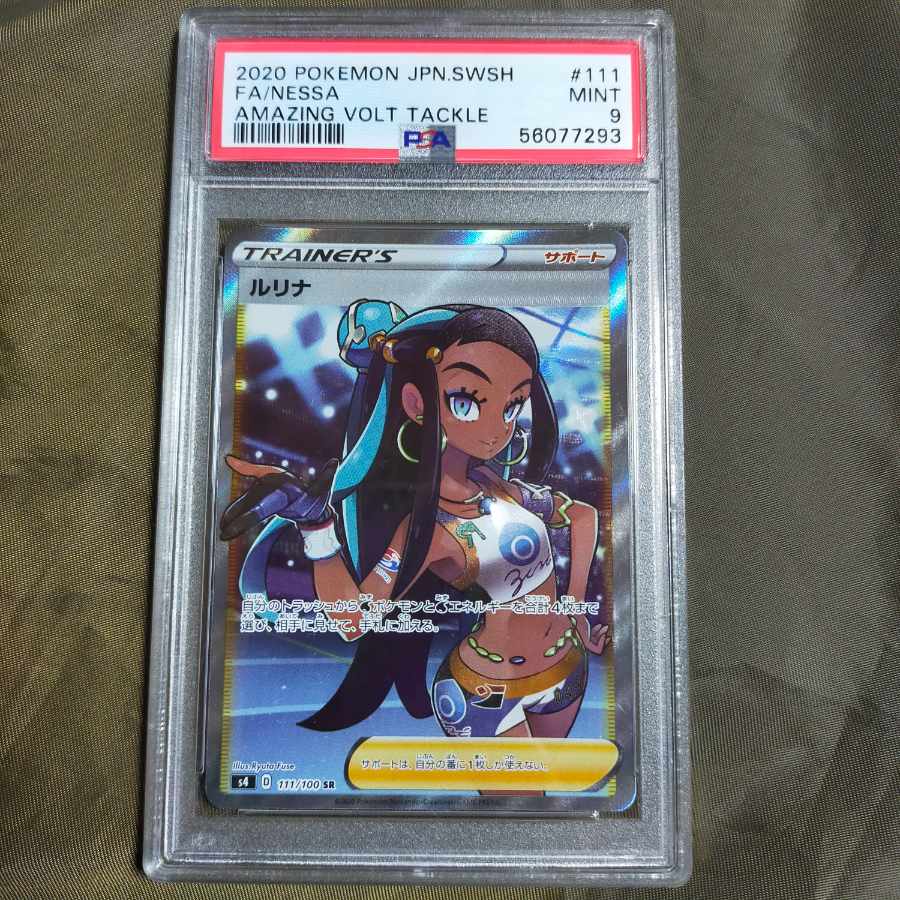 2020 POKEMON JPN.SWSH #111
FA/NESSA MINT
AMAZING VOLT TACKLE 9
PSA 56077293
TRAINER'S サポート
ルリナ
自分のトラッシュからポケモンとエネルギーを合計4枚まで
選び、相手に見せて、手札に加える。
Illus. Ryota Fuse
サポートは、自分の番に1枚しか使えない。
s4 D 111/100 SR
©2020 Pokémon